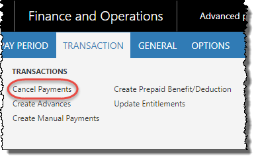 Finance and Operations Advanced
PAY PERIOD TRANSACTION GENERAL OPTIONS
TRANSACTIONS
Cancel Payments Create Prepaid Benefit/Deduction
Create Advances Update Entitlements
Create Manual Payments